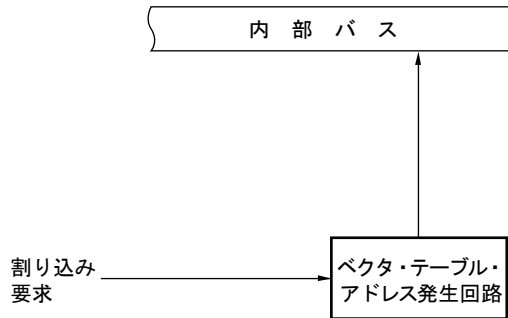 内部バス
割り込み
要求
ベクタ・テーブル・
アドレス発生回路